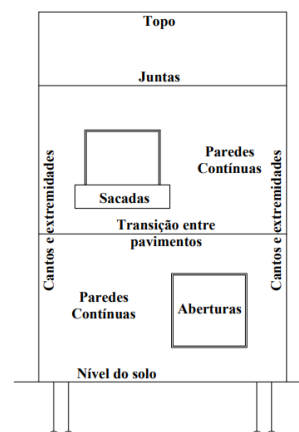 Topo
Juntas
Paredes
Contínuas
Sacadas
Cantos e extremidades
Cantos e extremidades
Transição entre
pavimentos
Paredes
Contínuas
Aberturas
Nível do solo